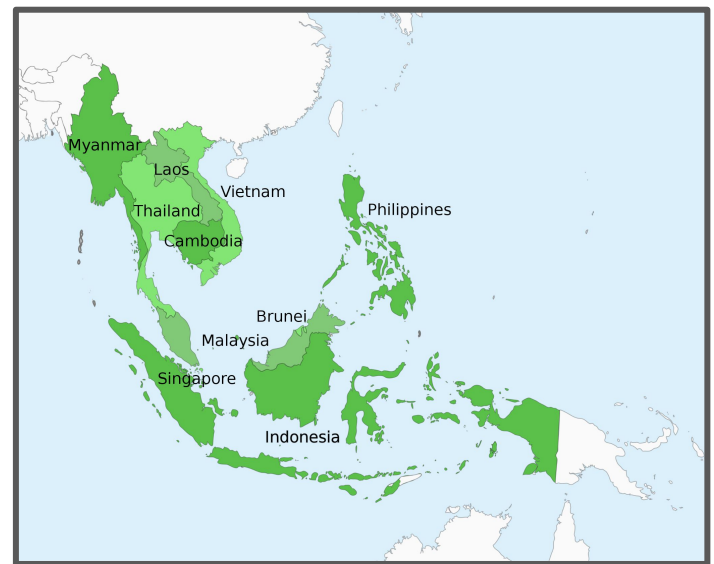 Myanmar
Laos
Vietnam
Thailand
Philippines
Cambodia
Brunei
Malaysia
Singapore
Indonesia